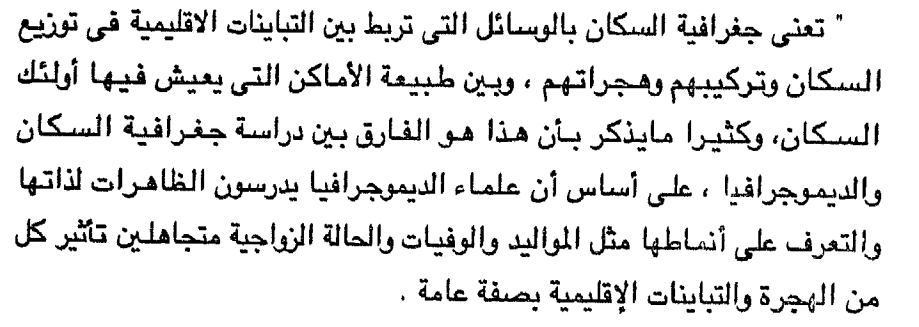 " تعنى جغرافية السكان بالوسائل التى تربط بين التباينات الاقليمية فى توزيع
السكان وتركيبهم وهجراتهم ، وبين طبيعة الأماكن التى يعيش فيها أولئك
السكان، وكثيرا مايذكر بأن هذا هو الفارق بين دراسة جغرافية السكان
والديموجرافيا ، على أساس أن علماء الديموجرافيا يدرسون الظاهرات لذاتها
والتعرف على أنماطها مثل المواليد والوفيات والحالة الزواجية متجاهلين تأثير كل
من الهجرة والتباينات الإقليمية بصفة عامة .